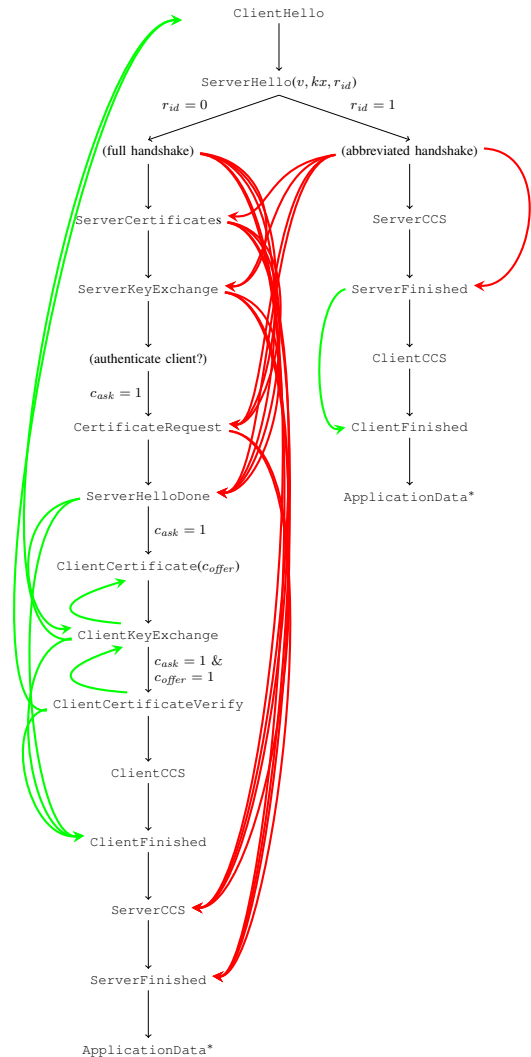 ClientHello
ServerHello(v, kx, r_id)
r_id = 0
r_id = 1
(full handshake)
(abbreviated handshake)
ServerCertificates
ServerCCS
ServerKeyExchange
ServerFinished
(authenticate client?)
ClientCCS
c_ask = 1
CertificateRequest
ClientFinished
ServerHelloDone
ApplicationData*
c_ask = 1
ClientCertificate(c_offer)
ClientKeyExchange
c_ask = 1 &
c_offer = 1
ClientCertificateVerify
ClientCCS
ClientFinished
ServerCCS
ServerFinished
ApplicationData*